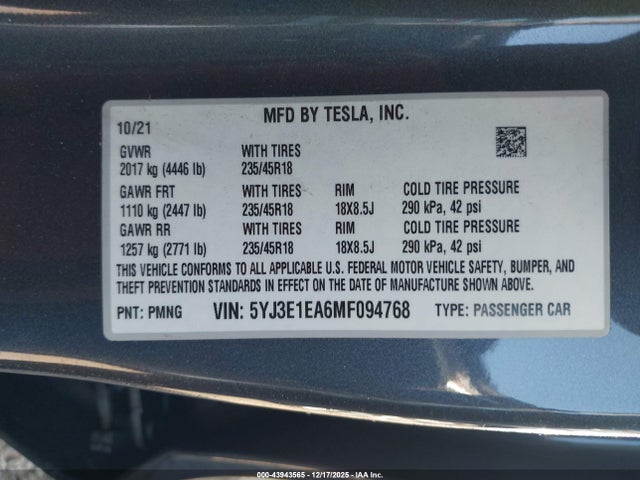 MFD BY TESLA, INC.
10/21
GVWR WITH TIRES
2017 kg (4446 lb) 235/45R18
GAWR FRT WITH TIRES RIM COLD TIRE PRESSURE
1110 kg (2447 lb) 235/45R18 18X8.5J 290 kPa, 42 psi
GAWR RR WITH TIRES RIM COLD TIRE PRESSURE
1257 kg (2771 lb) 235/45R18 18X8.5J 290 kPa, 42 psi
THIS VEHICLE CONFORMS TO ALL APPLICABLE U.S. FEDERAL MOTOR VEHICLE SAFETY, BUMPER, AND
THEFT PREVENTION STANDARDS IN EFFECT ON THE DATE OF MANUFACTURE SHOWN ABOVE.
PNT: PMNG VIN: 5YJ3E1EA6MF094768 TYPE: PASSENGER CAR
000-43943565 - 12/17/2025 - IAA Inc.